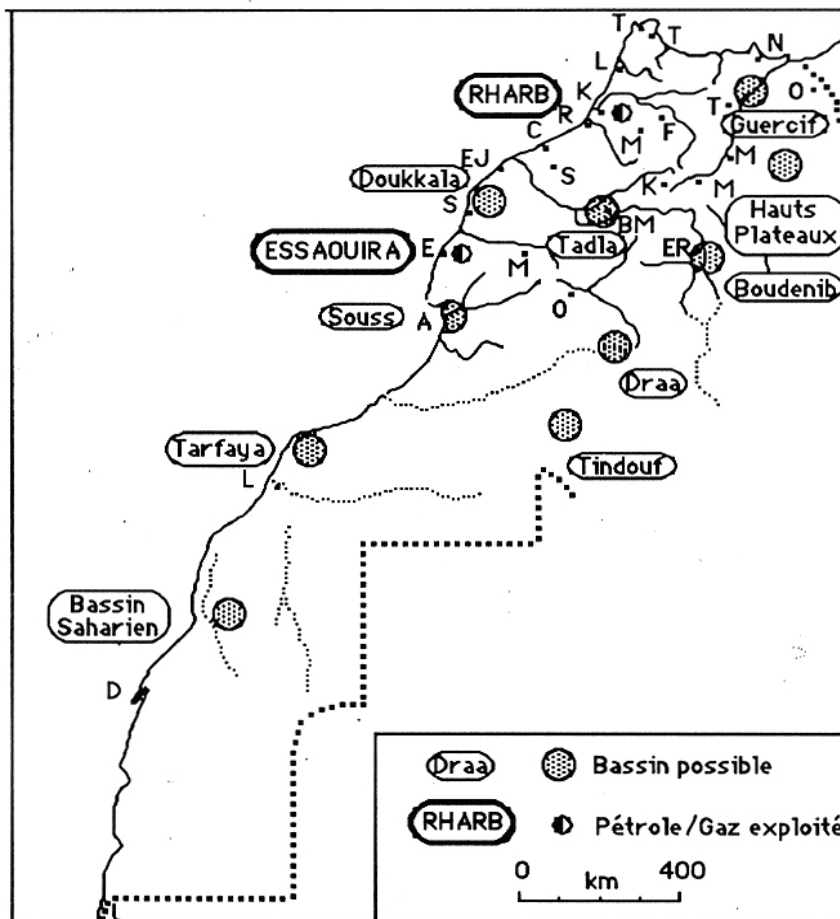 T
T
N
L
RHARB
K
R
T
O
F
M
Guercif
C
M
EJ
S
K
M
Doukkala
S
BM
Hauts
Plateaux
ESSAOUIRA
E
M
Tadla
ER
Boudenib
Souss
A
O
Draa
Tarfaya
L
Tindouf
Bassin
Saharien
D
Draa
Bassin possible
RHARB
Pétrole/Gaz exploité
0 400
km
L